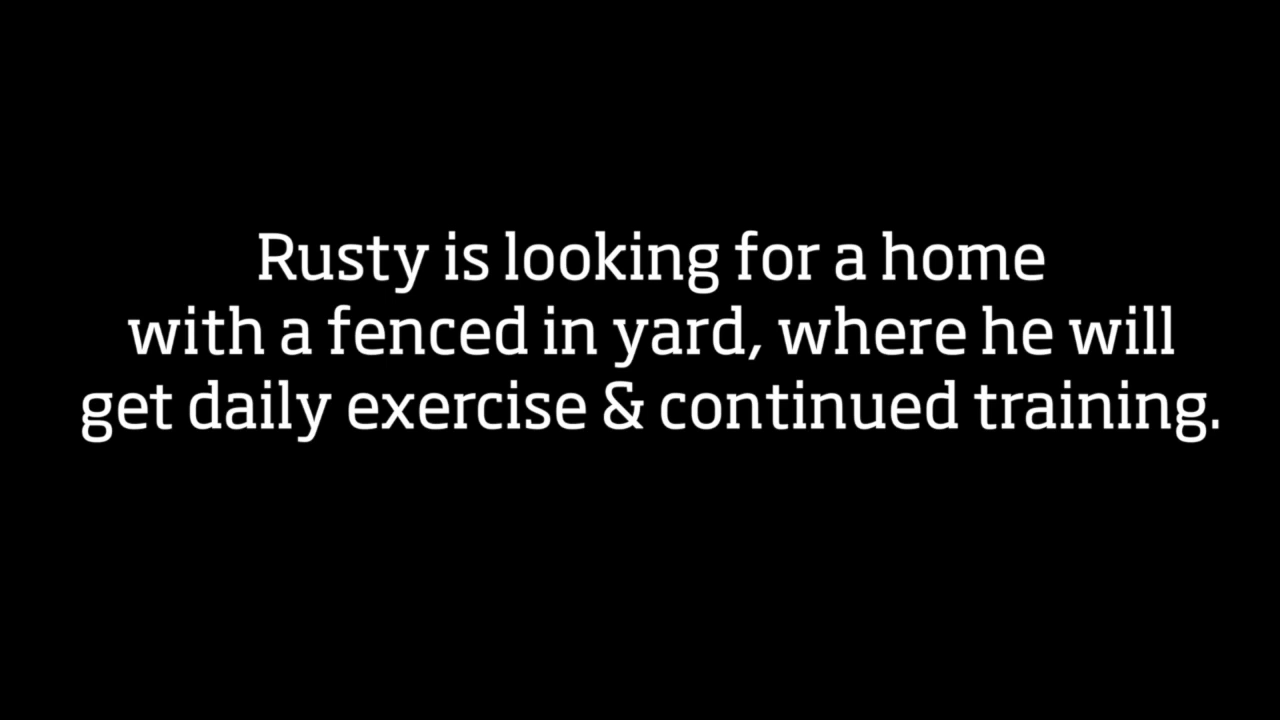 Rusty is looking for a home
with a fenced in yard, where he will
get daily exercise & continued training.